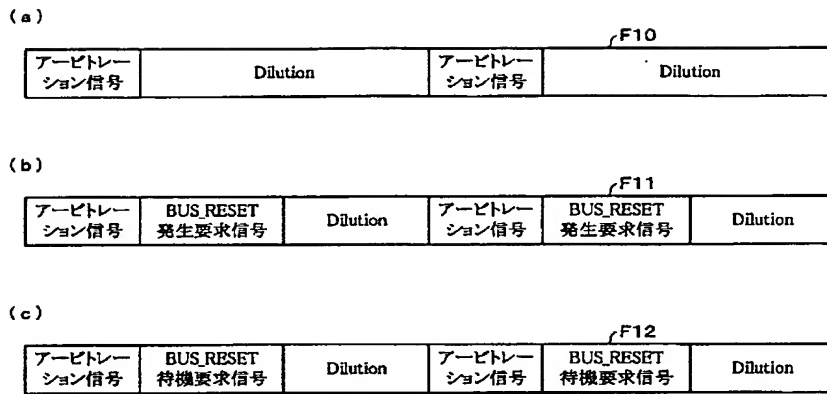 (a)
F10
アービトレー
ション信号
Dilution
アービトレー
ション信号
Dilution
(b)
F11
アービトレー
ション信号
BUS_RESET
発生要求信号
Dilution
アービトレー
ション信号
BUS_RESET
発生要求信号
Dilution
(c)
F12
アービトレー
ション信号
BUS_RESET
待機要求信号
Dilution
アービトレー
ション信号
BUS_RESET
待機要求信号
Dilution